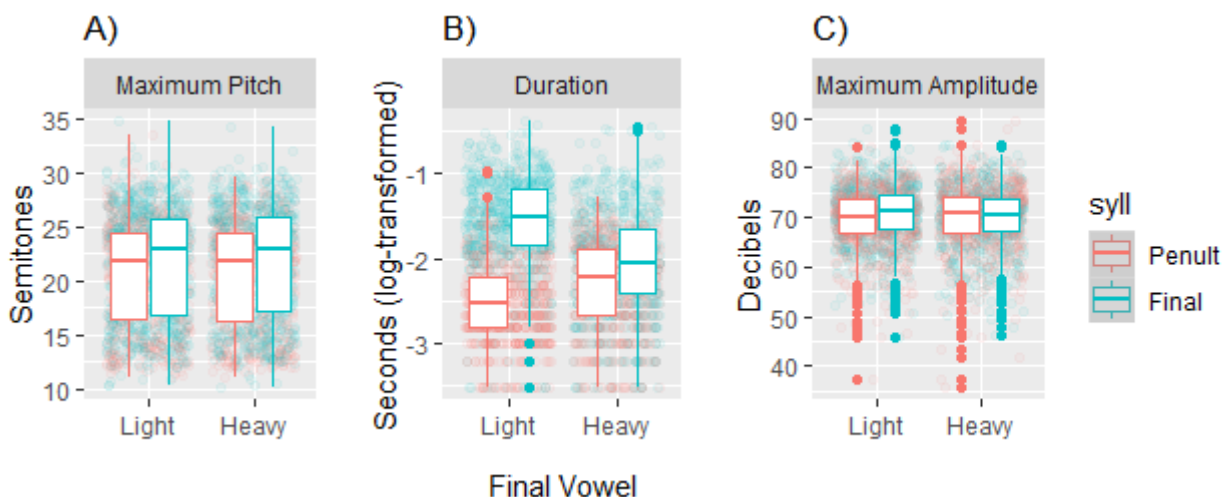 A)
B)
C)
Maximum Pitch
Duration
Maximum Amplitude
Semitones
35
30
25
20
15
10
Light
Heavy
Seconds (log-transformed)
-1
-2
-3
Light
Heavy
Decibels
90
80
70
60
50
40
Light
Heavy
syll
Penult
Final
Final Vowel